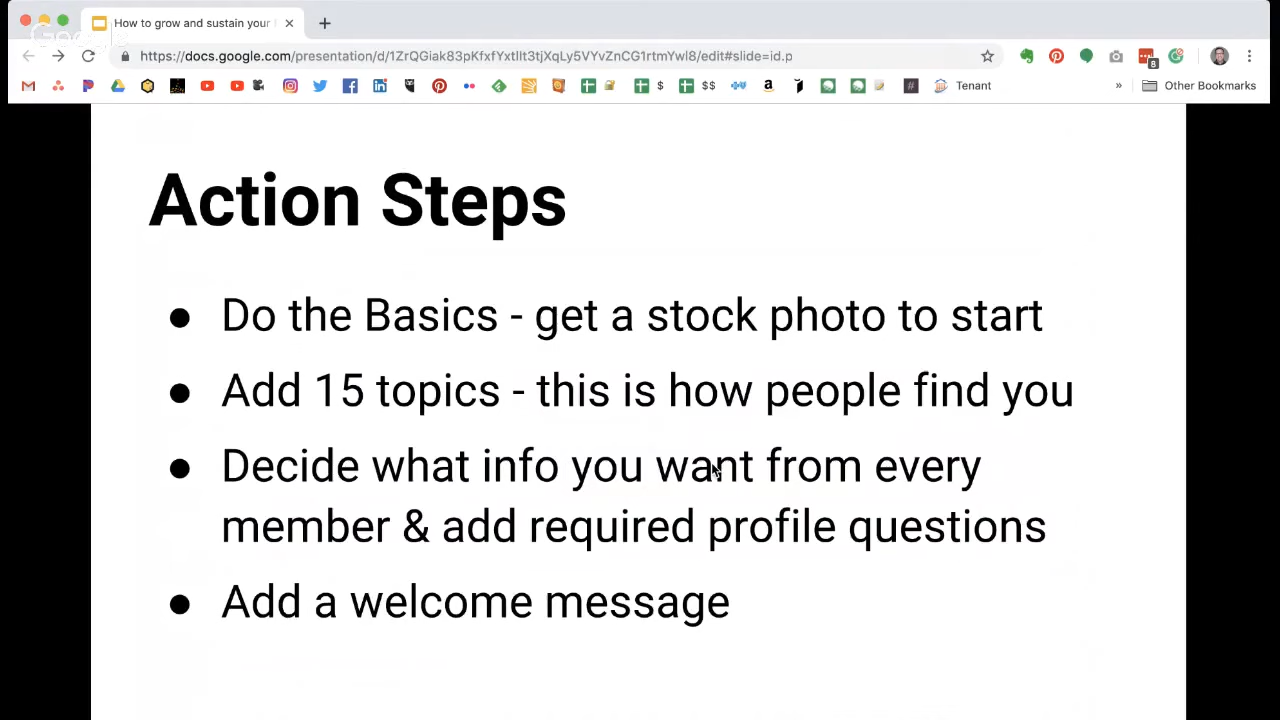 How to grow and sustain your
Google
https://docs.google.com/presentation/d/1ZrQGiak83pKfxfYxtIlt3tjXqLy5VYvZnCG1rtmYwl8/edit#slide=id.p
8
$
$$
a
#
Tenant
»
Other Bookmarks
Action Steps
● Do the Basics - get a stock photo to start
● Add 15 topics - this is how people find you
● Decide what info you want from every
member & add required profile questions
● Add a welcome message